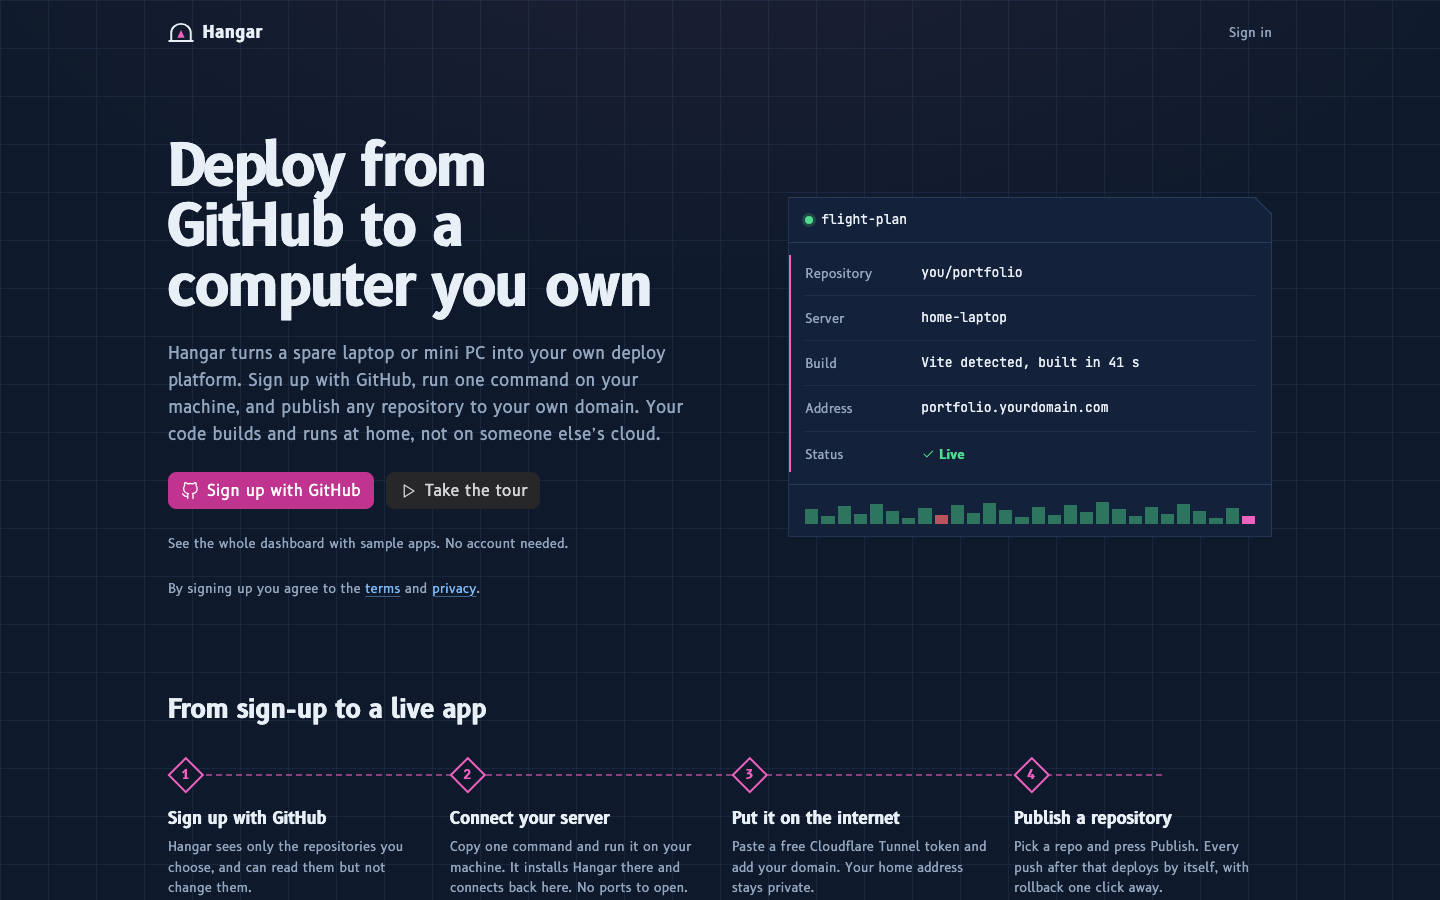 Hangar
Sign in
Deploy from
GitHub to a
computer you own
Hangar turns a spare laptop or mini PC into your own deploy
platform. Sign up with GitHub, run one command on your
machine, and publish any repository to your own domain. Your
code builds and runs at home, not on someone else’s cloud.
Sign up with GitHub
Take the tour
See the whole dashboard with sample apps. No account needed.
By signing up you agree to the terms and privacy.
flight-plan
Repository you/portfolio
Server home-laptop
Build Vite detected, built in 41 s
Address portfolio.yourdomain.com
Status Live
From sign-up to a live app
1
Sign up with GitHub
Hangar sees only the repositories you
choose, and can read them but not
change them.
2
Connect your server
Copy one command and run it on your
machine. It installs Hangar there and
connects back here. No ports to open.
3
Put it on the internet
Paste a free Cloudflare Tunnel token and
add your domain. Your home address
stays private.
4
Publish a repository
Pick a repo and press Publish. Every
push after that deploys by itself, with
rollback one click away.